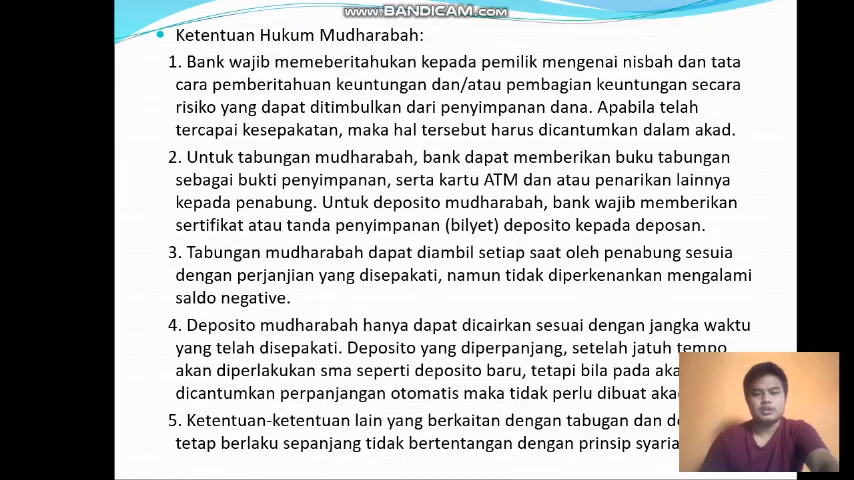 www.BANDICAM.com
Ketentuan Hukum Mudharabah:
1. Bank wajib memeberitahukan kepada pemilik mengenai nisbah dan tata
cara pemberitahuan keuntungan dan/atau pembagian keuntungan secara
risiko yang dapat ditimbulkan dari penyimpanan dana. Apabila telah
tercapai kesepakatan, maka hal tersebut harus dicantumkan dalam akad.
2. Untuk tabungan mudharabah, bank dapat memberikan buku tabungan
sebagai bukti penyimpanan, serta kartu ATM dan atau penarikan lainnya
kepada penabung. Untuk deposito mudharabah, bank wajib memberikan
sertifikat atau tanda penyimpanan (bilyet) deposito kepada deposan.
3. Tabungan mudharabah dapat diambil setiap saat oleh penabung sesuia
dengan perjanjian yang disepakati, namun tidak diperkenankan mengalami
saldo negative.
4. Deposito mudharabah hanya dapat dicairkan sesuai dengan jangka waktu
yang telah disepakati. Deposito yang diperpanjang, setelah jatuh tempo
akan diperlakukan sma seperti deposito baru, tetapi bila pada
dicantumkan perpanjangan otomatis maka tidak perlu dibuat
5. Ketentuan-ketentuan lain yang berkaitan dengan tabugan dan
tetap berlaku sepanjang tidak bertentangan dengan prinsip